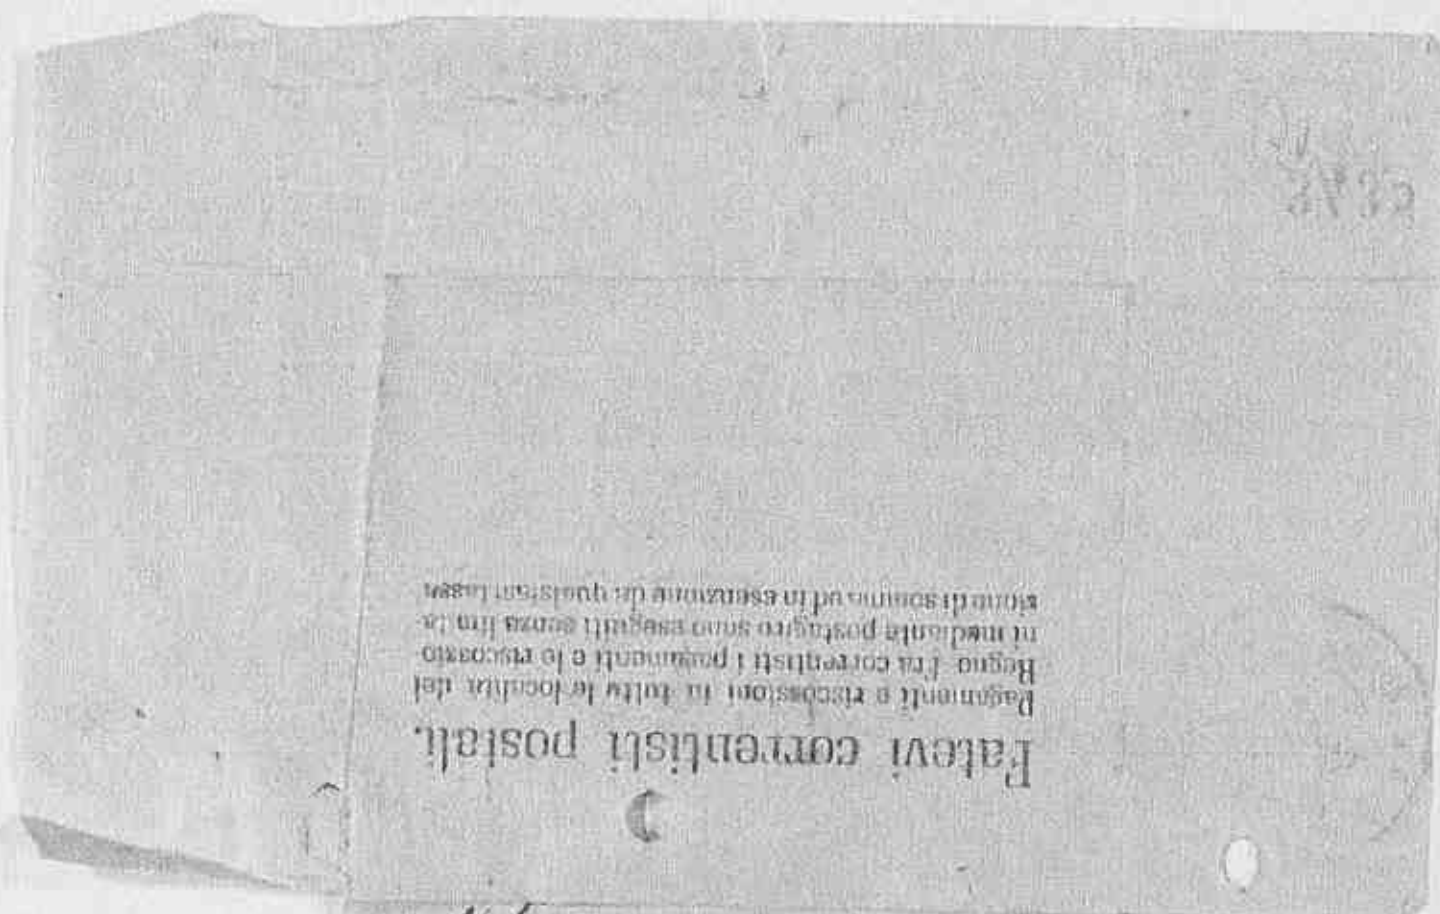 Fatevi correntisti postali.
Pagamenti e riscossioni in tutte le località del
Regno Fra correntisti i pagamenti e le riscossio-
ni mediante postagiro sono eseguiti senza limita-
zione di somma ed in esenzione da qualsiasi tassa